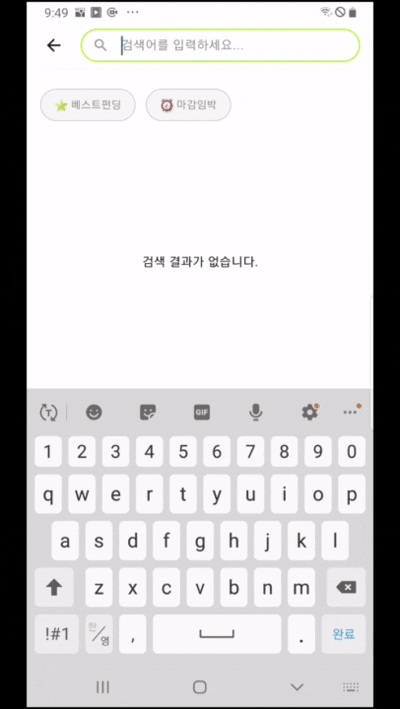 9:49
검색어를 입력하세요...
베스트펀딩 마감임박
검색 결과가 없습니다.
GIF
1 2 3 4 5 6 7 8 9 0
q w e r t y u i o p
a s d f g h j k l
z x c v b n m
!#1 한/영 , . 완료